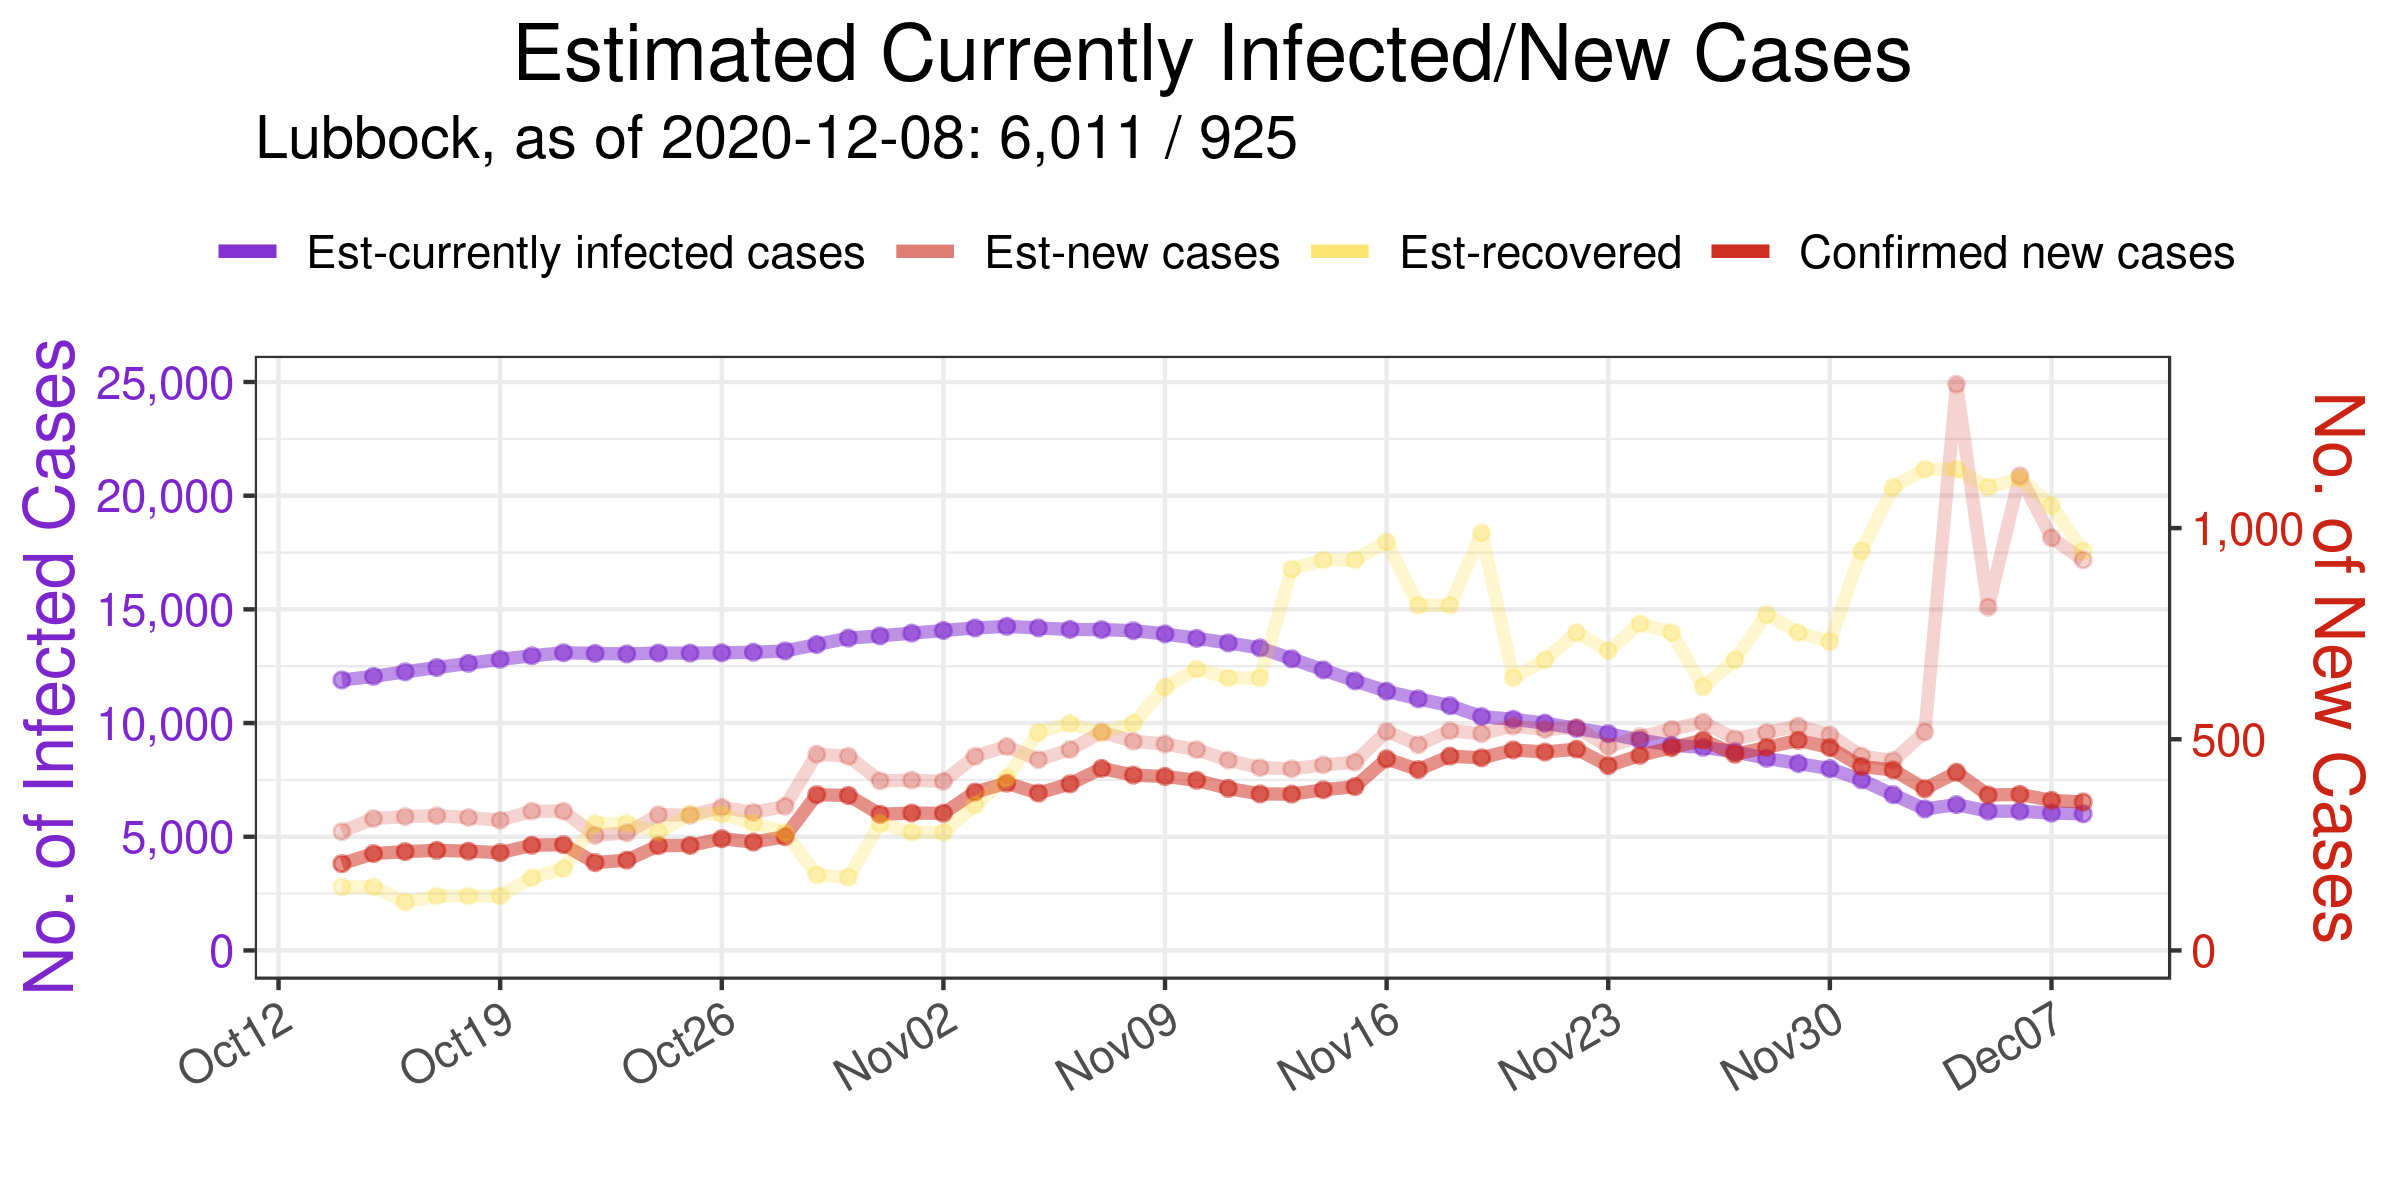 Estimated Currently Infected/New Cases
Lubbock, as of 2020-12-08: 6,011 / 925
Est-currently infected cases Est-new cases Est-recovered Confirmed new cases
No. of Infected Cases
25,000
20,000
15,000
10,000
5,000
0
1,000
500
0
No. of New Cases
Oct12 Oct19 Oct26 Nov02 Nov09 Nov16 Nov23 Nov30 Dec07